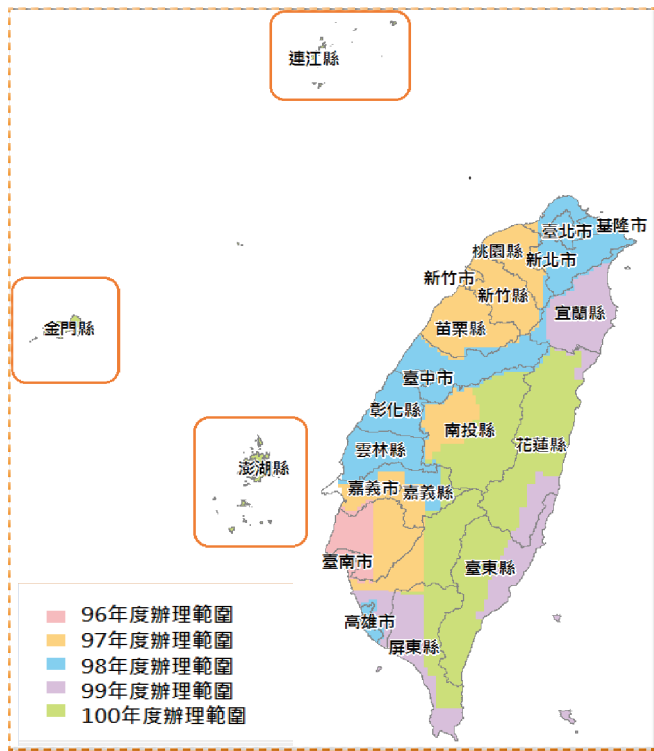 連江縣
臺北市
基隆市
桃園縣
新北市
新竹市
新竹縣
宜蘭縣
金門縣
苗栗縣
臺中市
彰化縣
南投縣
花蓮縣
雲林縣
澎湖縣
嘉義市
嘉義縣
臺南市
臺東縣
高雄市
屏東縣
96年度辦理範圍
97年度辦理範圍
98年度辦理範圍
99年度辦理範圍
100年度辦理範圍